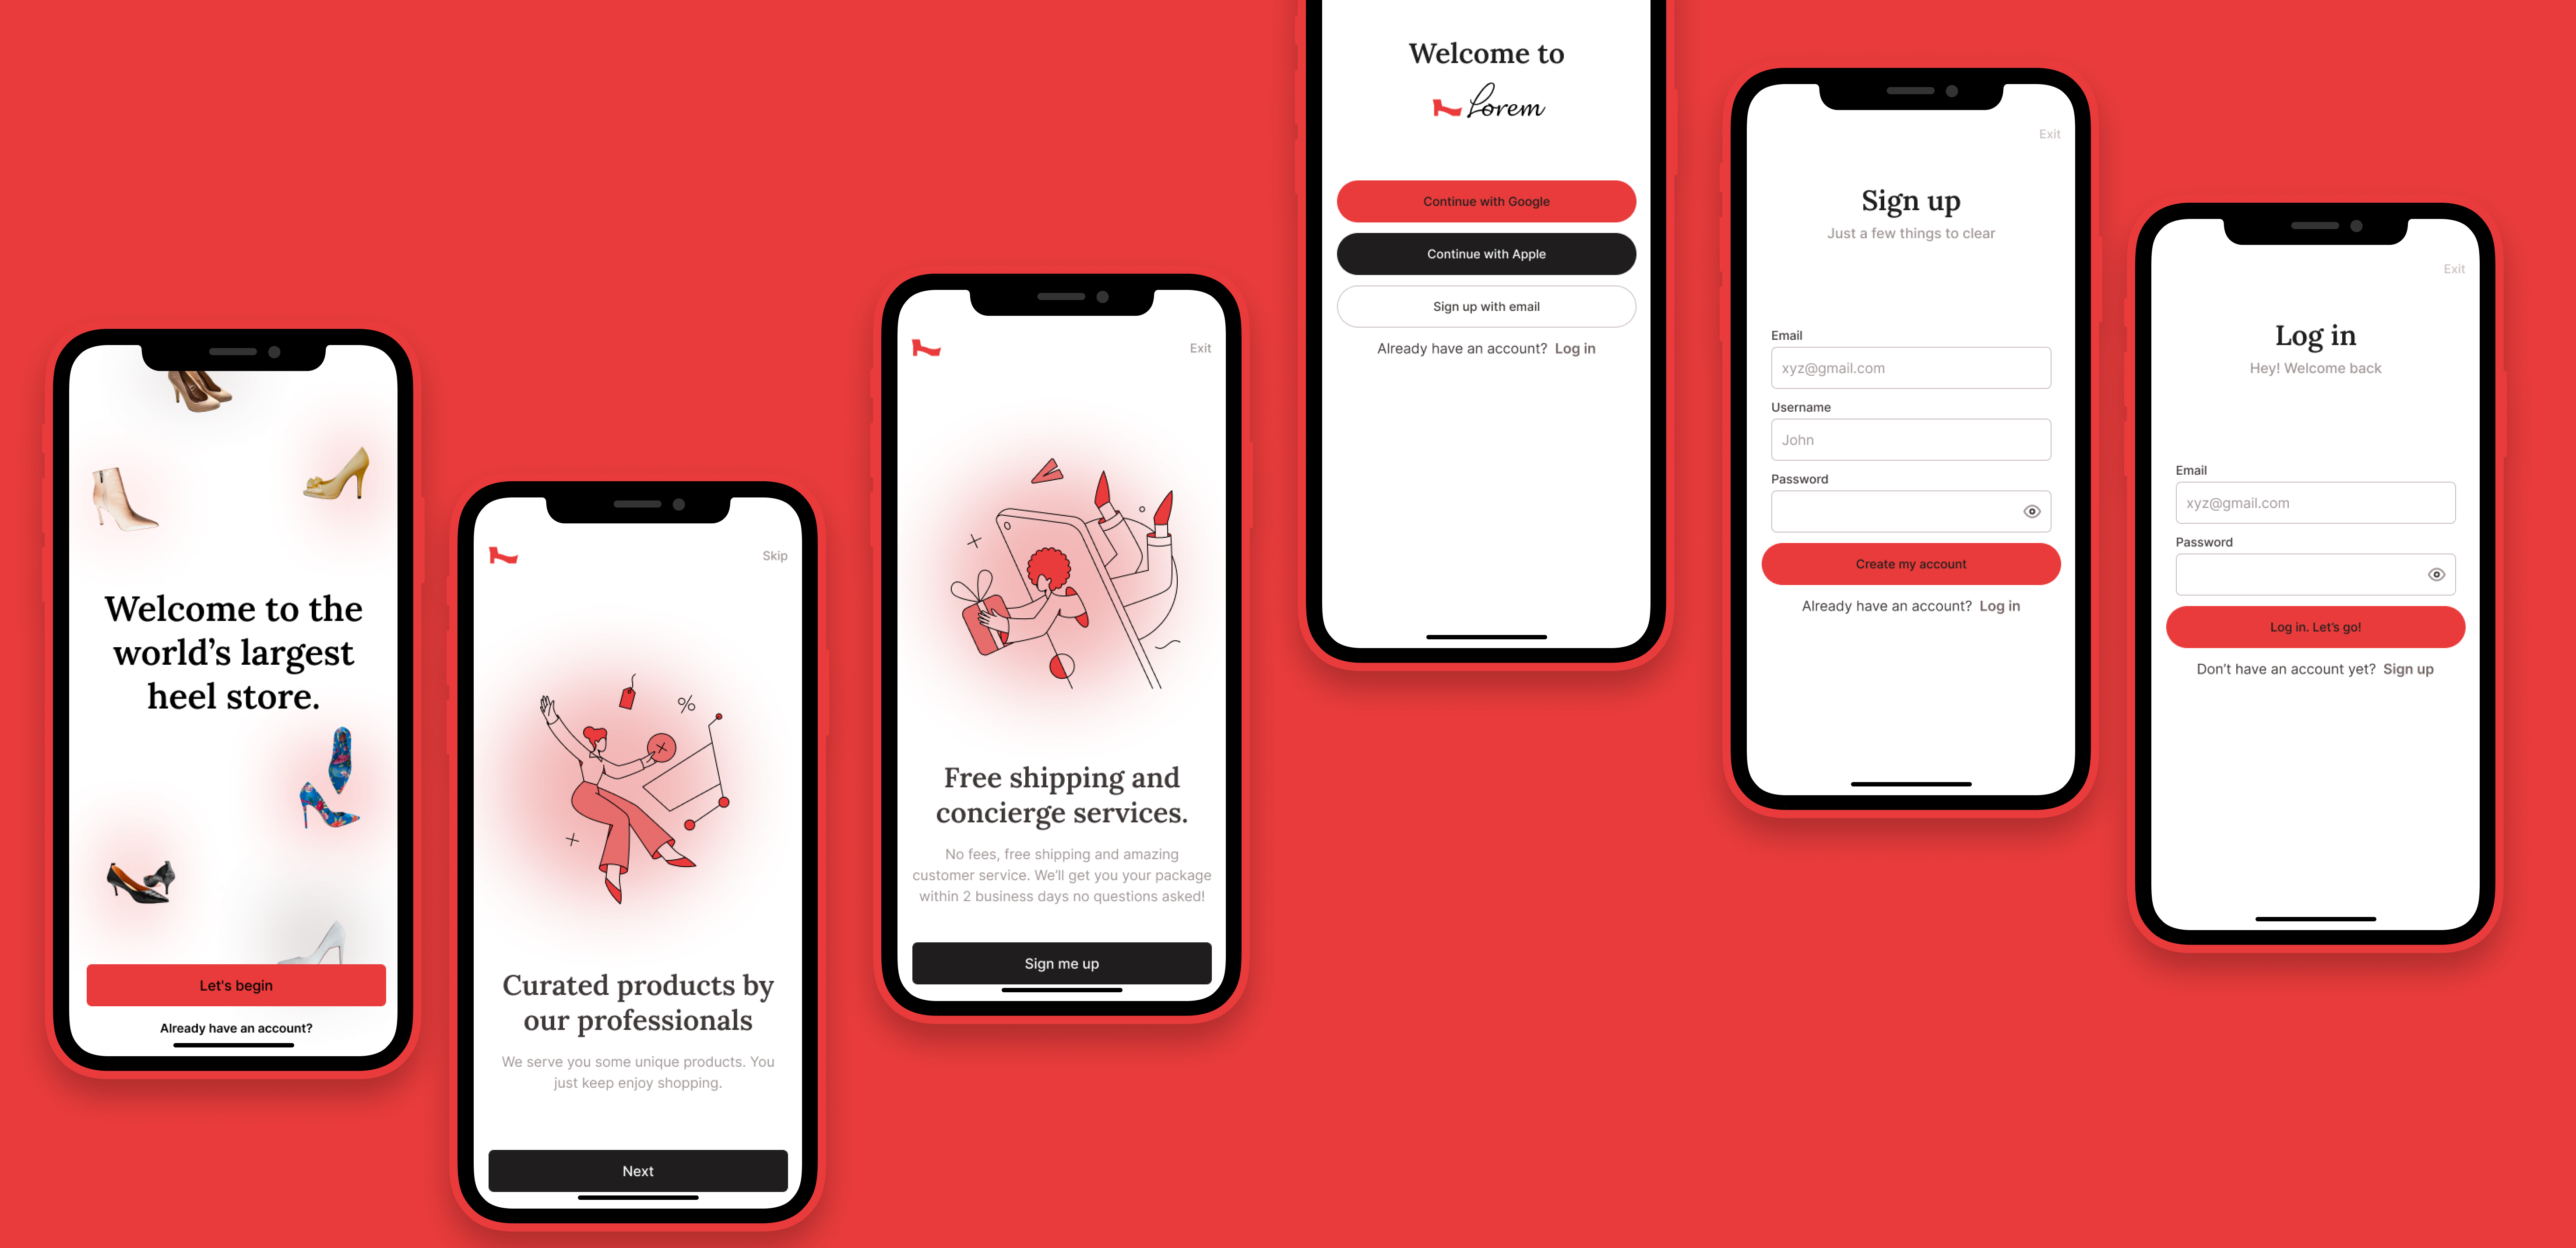 Welcome to the
world’s largest
heel store.
Let's begin
Already have an account?
Skip
%
Curated products by
our professionals
We serve you some unique products. You
just keep enjoy shopping.
Next
Exit
Free shipping and
concierge services.
No fees, free shipping and amazing
customer service. We'll get you your package
within 2 business days no questions asked!
Sign me up
Welcome to
Lorem
Continue with Google
Continue with Apple
Sign up with email
Already have an account? Log in
Exit
Sign up
Just a few things to clear
Email
xyz@gmail.com
Username
John
Password
Create my account
Already have an account? Log in
Exit
Log in
Hey! Welcome back
Email
xyz@gmail.com
Password
Log in. Let’s go!
Don’t have an account yet? Sign up